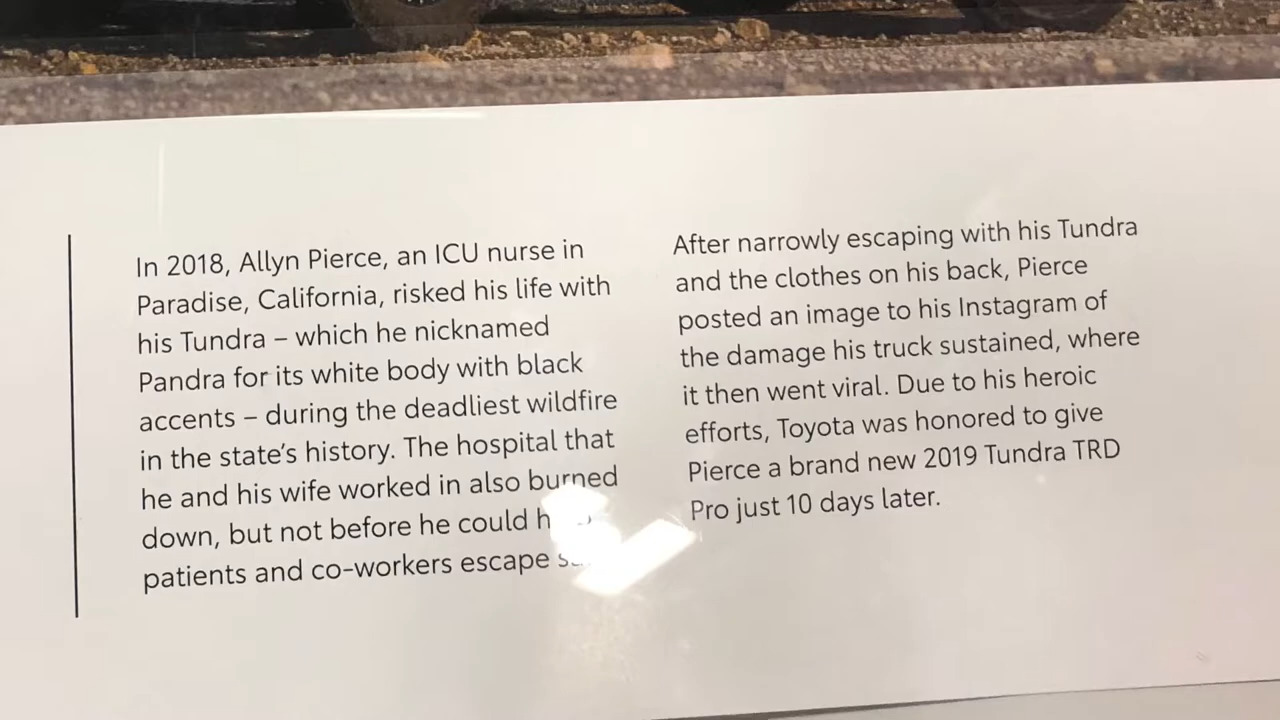 In 2018, Allyn Pierce, an ICU nurse in
Paradise, California, risked his life with
his Tundra – which he nicknamed
Pandra for its white body with black
accents – during the deadliest wildfire
in the state's history. The hospital that
he and his wife worked in also burned
down, but not before he could
patients and co-workers escape
After narrowly escaping with his Tundra
and the clothes on his back, Pierce
posted an image to his Instagram of
the damage his truck sustained, where
it then went viral. Due to his heroic
efforts, Toyota was honored to give
Pierce a brand new 2019 Tundra TRD
Pro just 10 days later.